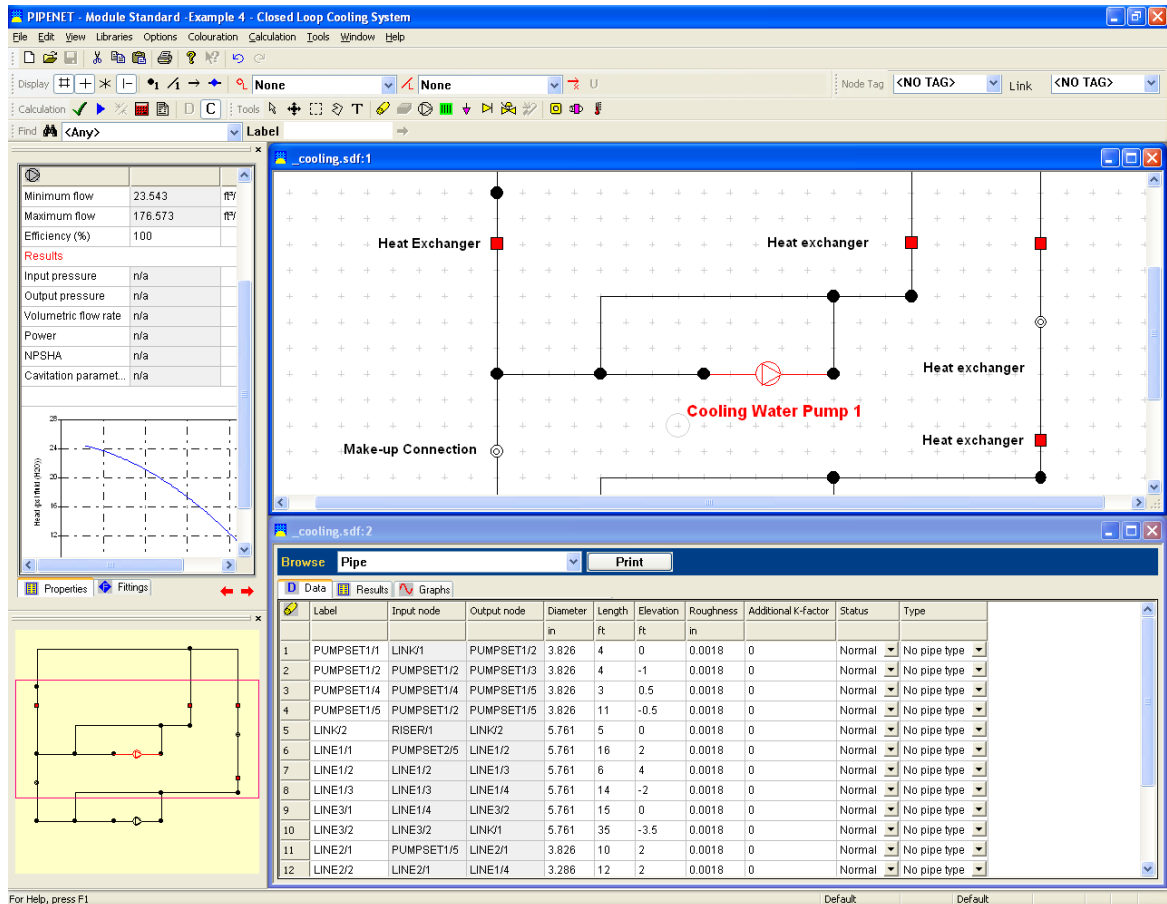 PIPENET - Module Standard -Example 4 - Closed Loop Cooling System
File Edit View Libraries Options Colouration Calculation Tools Window Help
Display None None Node Tag <NO TAG> Link <NO TAG>
Calculation D C Tools T
Find <Any> Label
Minimum flow 23.543 ft³/
Maximum flow 176.573 ft³/
Efficiency (%) 100
Results
Input pressure n/a
Output pressure n/a
Volumetric flow rate n/a
Power n/a
NPSHA n/a
Cavitation paramet... n/a
28
24
20
16
12
Properties Fittings
_cooling.sdf:1
Heat Exchanger
Heat exchanger
Heat exchanger
Cooling Water Pump 1
Heat exchanger
Make-up Connection
_cooling.sdf:2
Browse Pipe Print
D Data Results Graphs
Label Input node Output node Diameter Length Elevation Roughness Additional K-factor Status Type
in ft ft in
1 PUMPSET1/1 LINK/1 PUMPSET1/2 3.826 4 0 0.0018 0 Normal No pipe type
2 PUMPSET1/2 PUMPSET1/2 PUMPSET1/3 3.826 4 -1 0.0018 0 Normal No pipe type
3 PUMPSET1/4 PUMPSET1/4 PUMPSET1/5 3.826 3 0.5 0.0018 0 Normal No pipe type
4 PUMPSET1/5 PUMPSET1/2 PUMPSET1/5 3.826 11 -0.5 0.0018 0 Normal No pipe type
5 LINK/2 RISER/1 LINK/2 5.761 5 0 0.0018 0 Normal No pipe type
6 LINE1/1 PUMPSET2/5 LINE1/2 5.761 16 2 0.0018 0 Normal No pipe type
7 LINE1/2 LINE1/2 LINE1/3 5.761 6 4 0.0018 0 Normal No pipe type
8 LINE1/3 LINE1/3 LINE1/4 5.761 14 -2 0.0018 0 Normal No pipe type
9 LINE3/1 LINE1/4 LINE3/2 5.761 15 0 0.0018 0 Normal No pipe type
10 LINE3/2 LINE3/2 LINK/1 5.761 35 -3.5 0.0018 0 Normal No pipe type
11 LINE2/1 PUMPSET1/5 LINE2/1 3.826 10 2 0.0018 0 Normal No pipe type
12 LINE2/2 LINE2/1 LINE1/4 3.286 12 2 0.0018 0 Normal No pipe type
For Help, press F1 Default Default